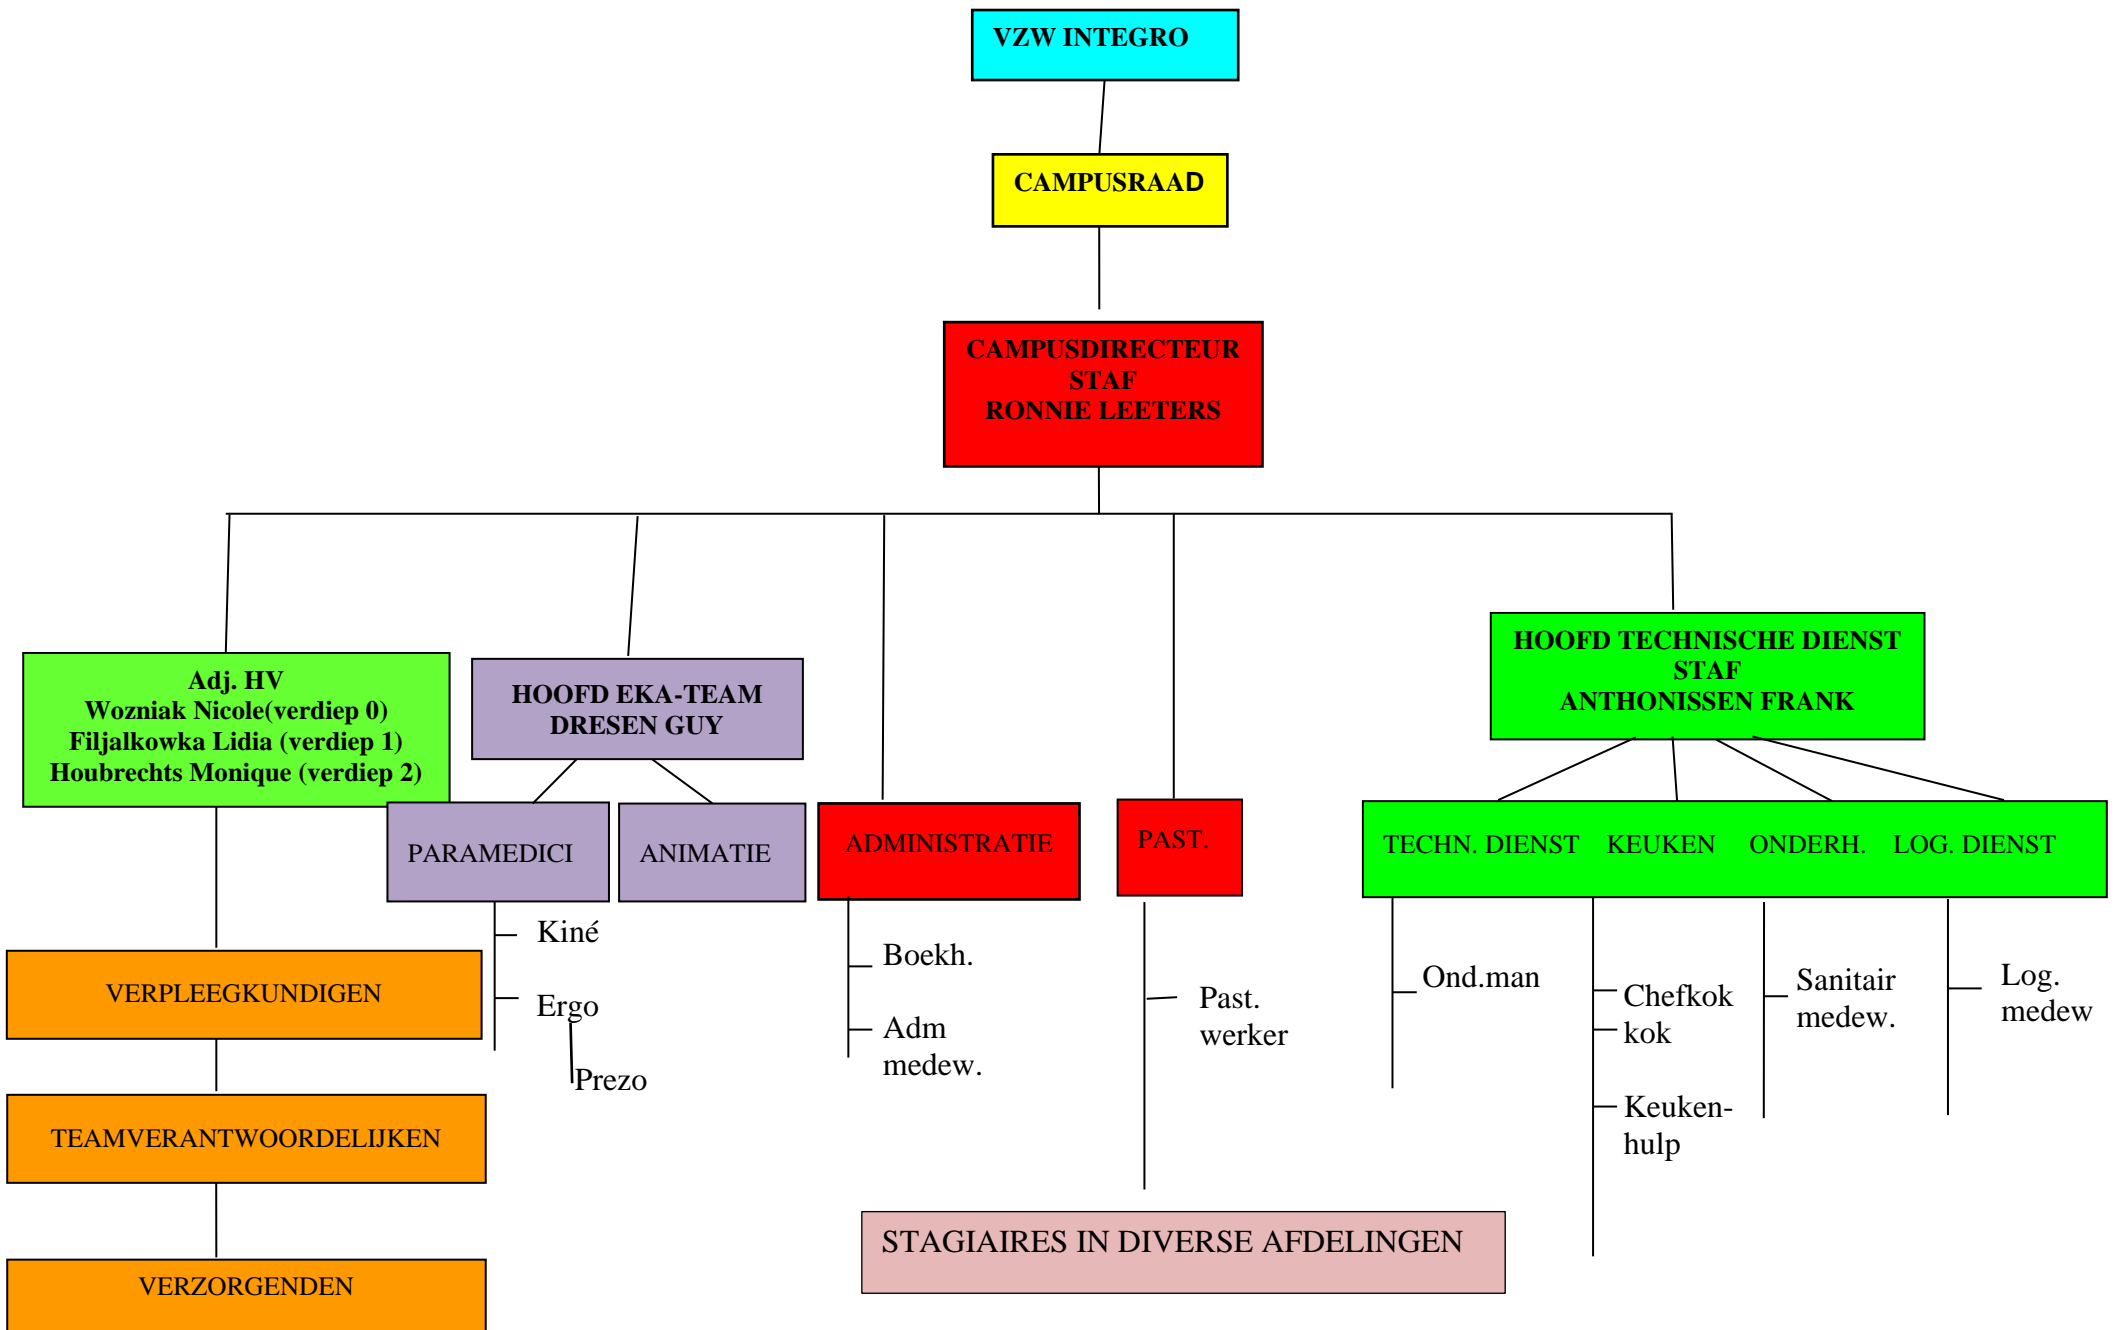 VZW INTEGRO
CAMPUSRAAD
CAMPUSDIRECTEUR
STAF
RONNIE LEETERS
Adj. HV
Wozniak Nicole(verdiep 0)
Filjalkowka Lidia (verdiep 1)
Houbrechts Monique (verdiep 2)
HOOFD EKA-TEAM
DRESEN GUY
HOOFD TECHNISCHE DIENST
STAF
ANTHONISSEN FRANK
PARAMEDICI
ANIMATIE
ADMINISTRATIE
PAST.
TECHN. DIENST KEUKEN ONDERH. LOG. DIENST
VERPLEEGKUNDIGEN
TEAMVERANTWOORDELIJKEN
VERZORGENDEN
Kiné
Ergo
Prezo
Boekh.
Adm
medew.
Past.
werker
Ond.man
Chefkok
kok
Keuken-
hulp
Sanitair
medew.
Log.
medew
STAGIAIRES IN DIVERSE AFDELINGEN